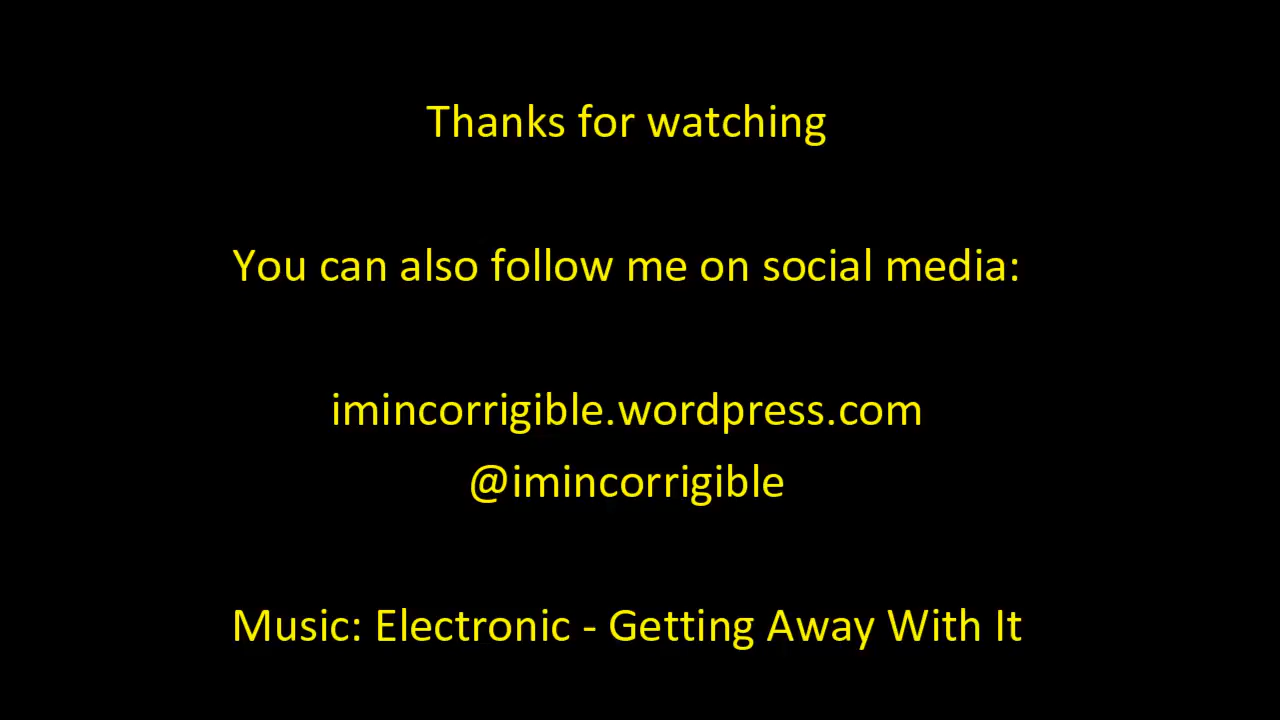 Thanks for watching
You can also follow me on social media:
imincorrigible.wordpress.com
@imincorrigible
Music: Electronic - Getting Away With It